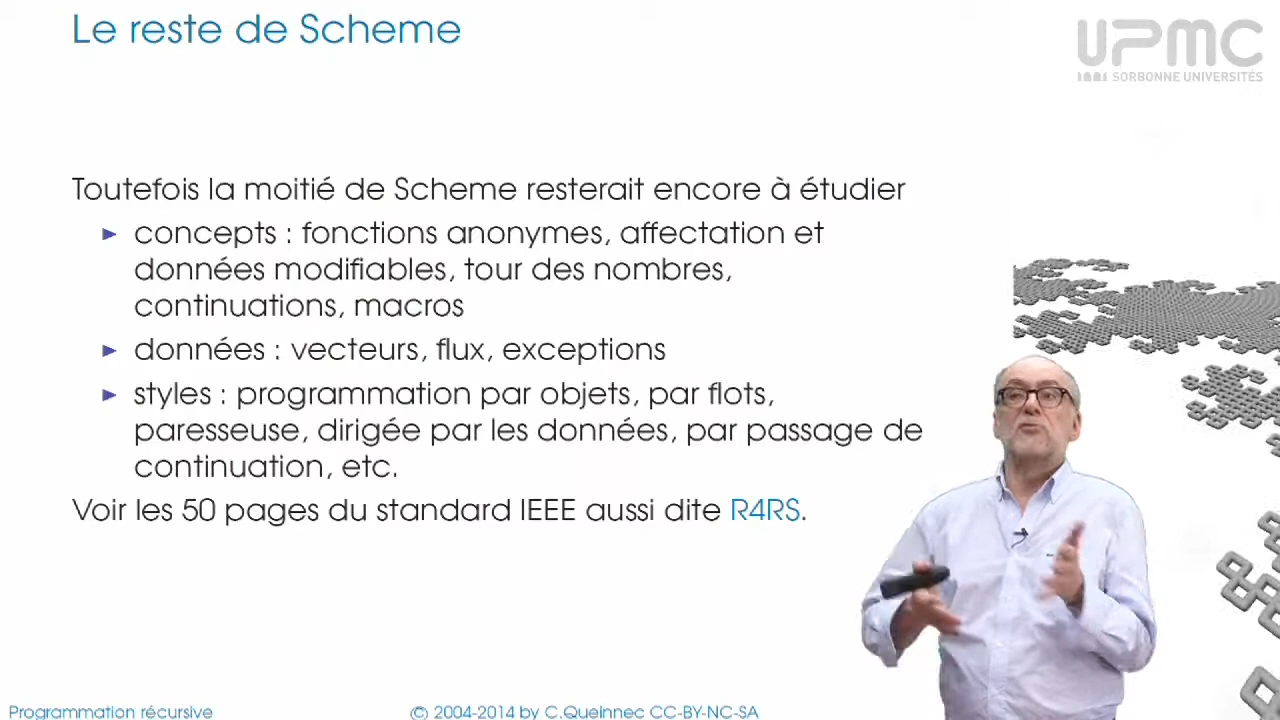 Le reste de Scheme
UPMC
SORBONNE UNIVERSITÉS
Toutefois la moitié de Scheme resterait encore à étudier
► concepts : fonctions anonymes, affectation et
données modifiables, tour des nombres,
continuations, macros
► données : vecteurs, flux, exceptions
► styles : programmation par objets, par flots,
paresseuse, dirigée par les données, par passage de
continuation, etc.
Voir les 50 pages du standard IEEE aussi dite R4RS.
Programmation récursive
© 2004-2014 by C.Queinnec CC-BY-NC-SA